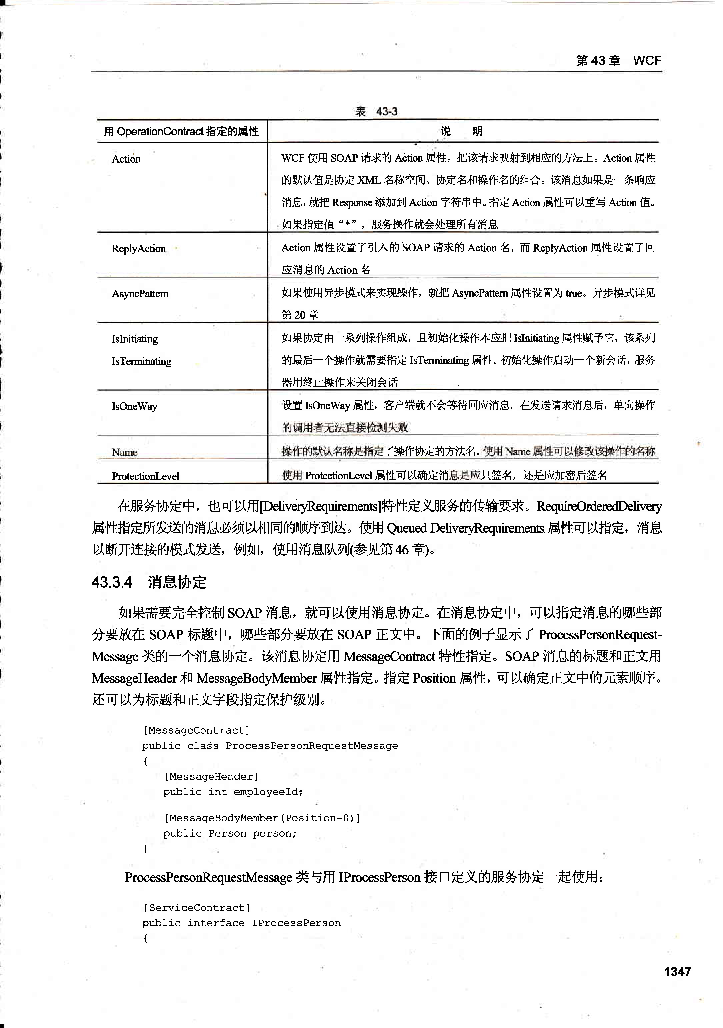 第 43 章 WCF
表 43-3
用 OperationContract 指定的属性 说 明
Action WCF 使用 SOAP 请求的 Action 属性，把该请求映射到相应的方法上。Action 属性
的默认值是协定 XML 名称空间、协定名和操作名的组合。该消息如果是一条响应
消息，就把 Response 添加到 Action 字符串中。指定 Action 属性可以重写 Action 值。
如果指定值“*”，服务操作就会处理所有消息
ReplyAction Action 属性设置了引入的 SOAP 请求的 Action 名，而 ReplyAction 属性设置了回
应消息的 Action 名
AsyncPattern 如果使用异步模式来实现操作，就把 AsyncPattern 属性设置为 true。异步模式详见
第 20 章
IsInitiating 如果协定由一系列操作组成，且初始化操作本应把 IsInitiating 属性赋予它，该系列
IsTerminating 的最后一个操作就需要指定 IsTerminating 属性。初始化操作启动一个新会话，服务
器用终止操作来关闭会话
IsOneWay 设置 IsOneWay 属性，客户端就不会等待回应消息。在发送请求消息后，单向操作
的调用者无法直接检测失败
Name 操作的默认名称是指定了操作协定的方法名。使用 Name 属性可以修改该操作的名称
ProtectionLevel 使用 ProtectionLevel 属性可以确定消息是应只签名，还是应加密后签名
在服务协定中，也可以用[DeliveryRequirements]特性定义服务的传输要求。RequireOrderedDelivery
属性指定所发送的消息必须以相同的顺序到达。使用 Queued DeliveryRequirements 属性可以指定，消息
以断开连接的模式发送，例如，使用消息队列(参见第 46 章)。
43.3.4 消息协定
如果需要完全控制 SOAP 消息，就可以使用消息协定。在消息协定中，可以指定消息的哪些部
分要放在 SOAP 标题中，哪些部分要放在 SOAP 正文中。下面的例子显示了 ProcessPersonRequest-
Message 类的一个消息协定。该消息协定用 MessageContract 特性指定。SOAP 消息的标题和正文用
MessageHeader 和 MessageBodyMember 属性指定。指定 Position 属性，可以确定正文中的元素顺序。
还可以为标题和正文字段指定保护级别。
[MessageContract]
public class ProcessPersonRequestMessage
{
[MessageHeader]
public int employeeId;
[MessageBodyMember(Position=0)]
public Person person;
}
ProcessPersonRequestMessage 类与用 IProcessPerson 接口定义的服务协定一起使用：
[ServiceContract]
public interface IProcessPerson
{
1347